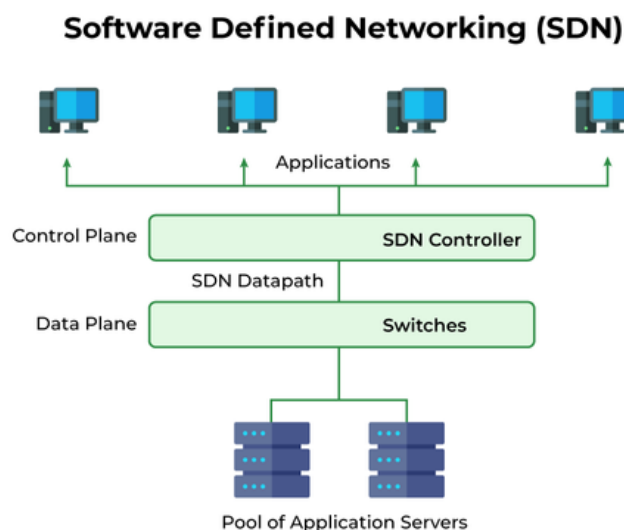 Software Defined Networking (SDN)
Applications
Control Plane
SDN Controller
SDN Datapath
Data Plane
Switches
Pool of Application Servers